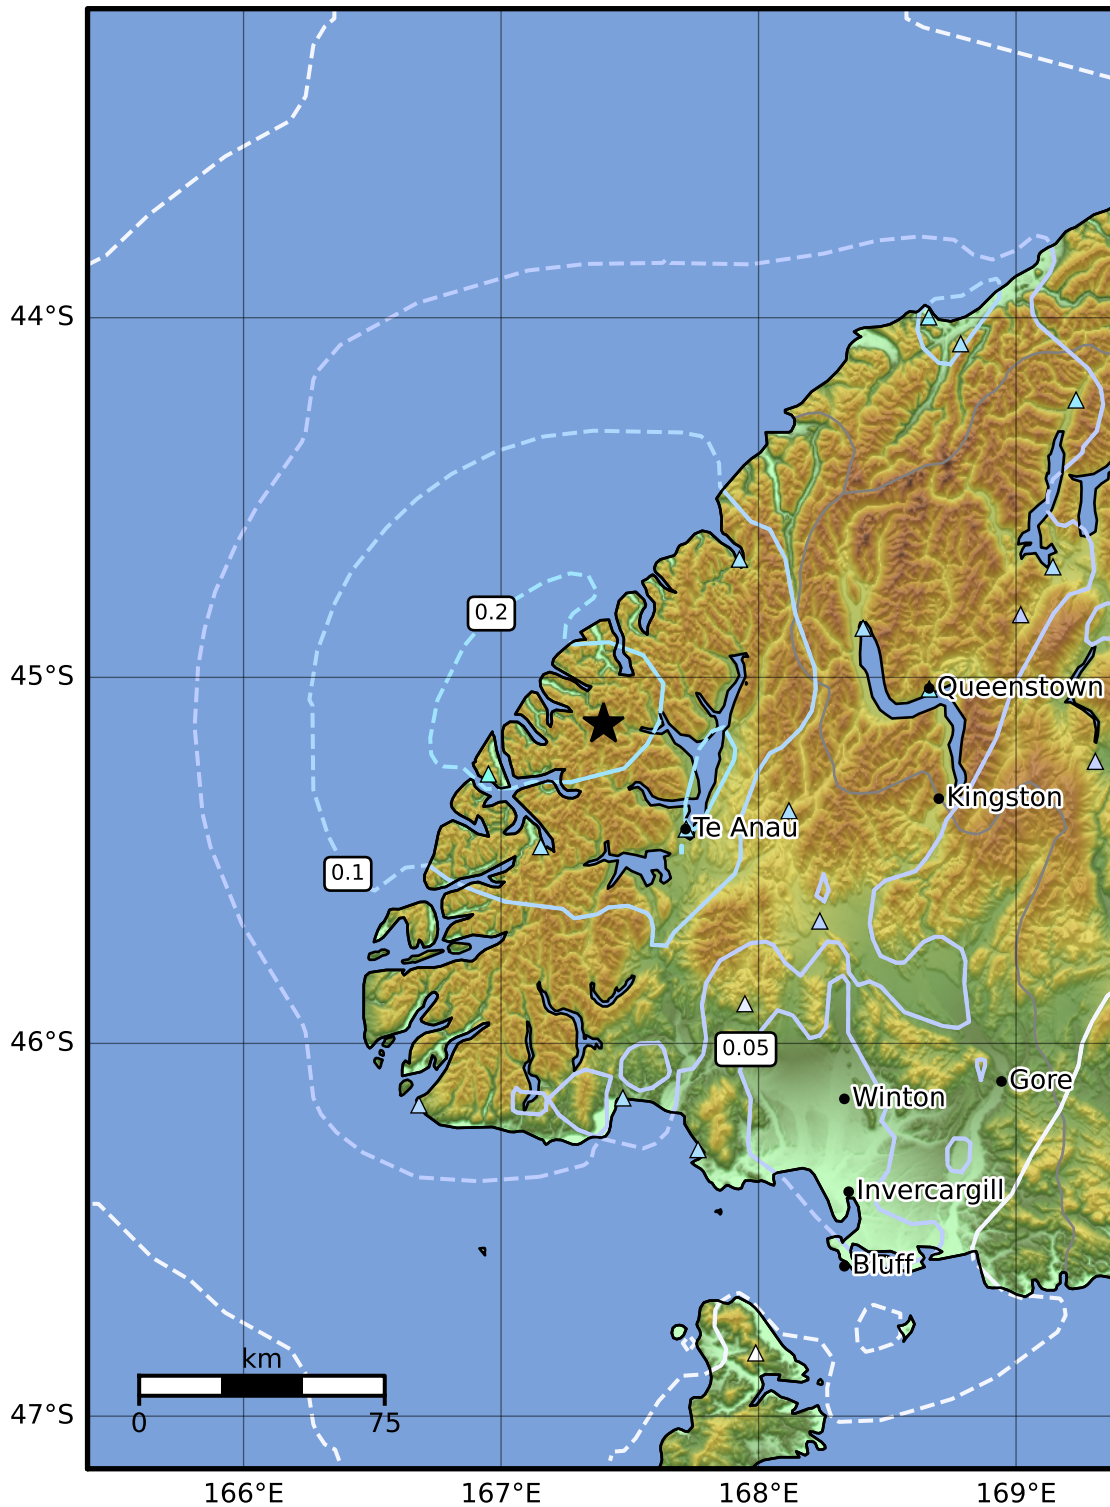 44°S
0.2
45°S
Queenstown
Kingston
Te Anau
0.1
46°S
0.05
Gore
Winton
Invercargill
Bluff
km
0
75
47°S
166°E
167°E
168°E
169°E